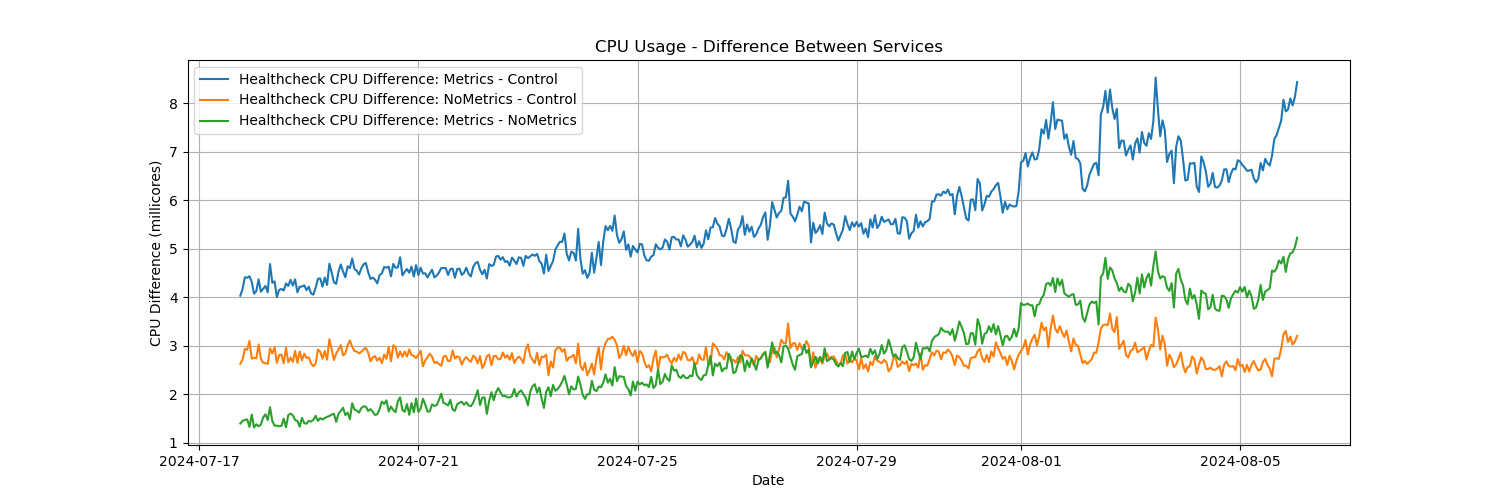 CPU Usage - Difference Between Services
Healthcheck CPU Difference: Metrics - Control
Healthcheck CPU Difference: NoMetrics - Control
Healthcheck CPU Difference: Metrics - NoMetrics
CPU Difference (millicores)
8
7
6
5
4
3
2
1
2024-07-17
2024-07-21
2024-07-25
2024-07-29
2024-08-01
2024-08-05
Date